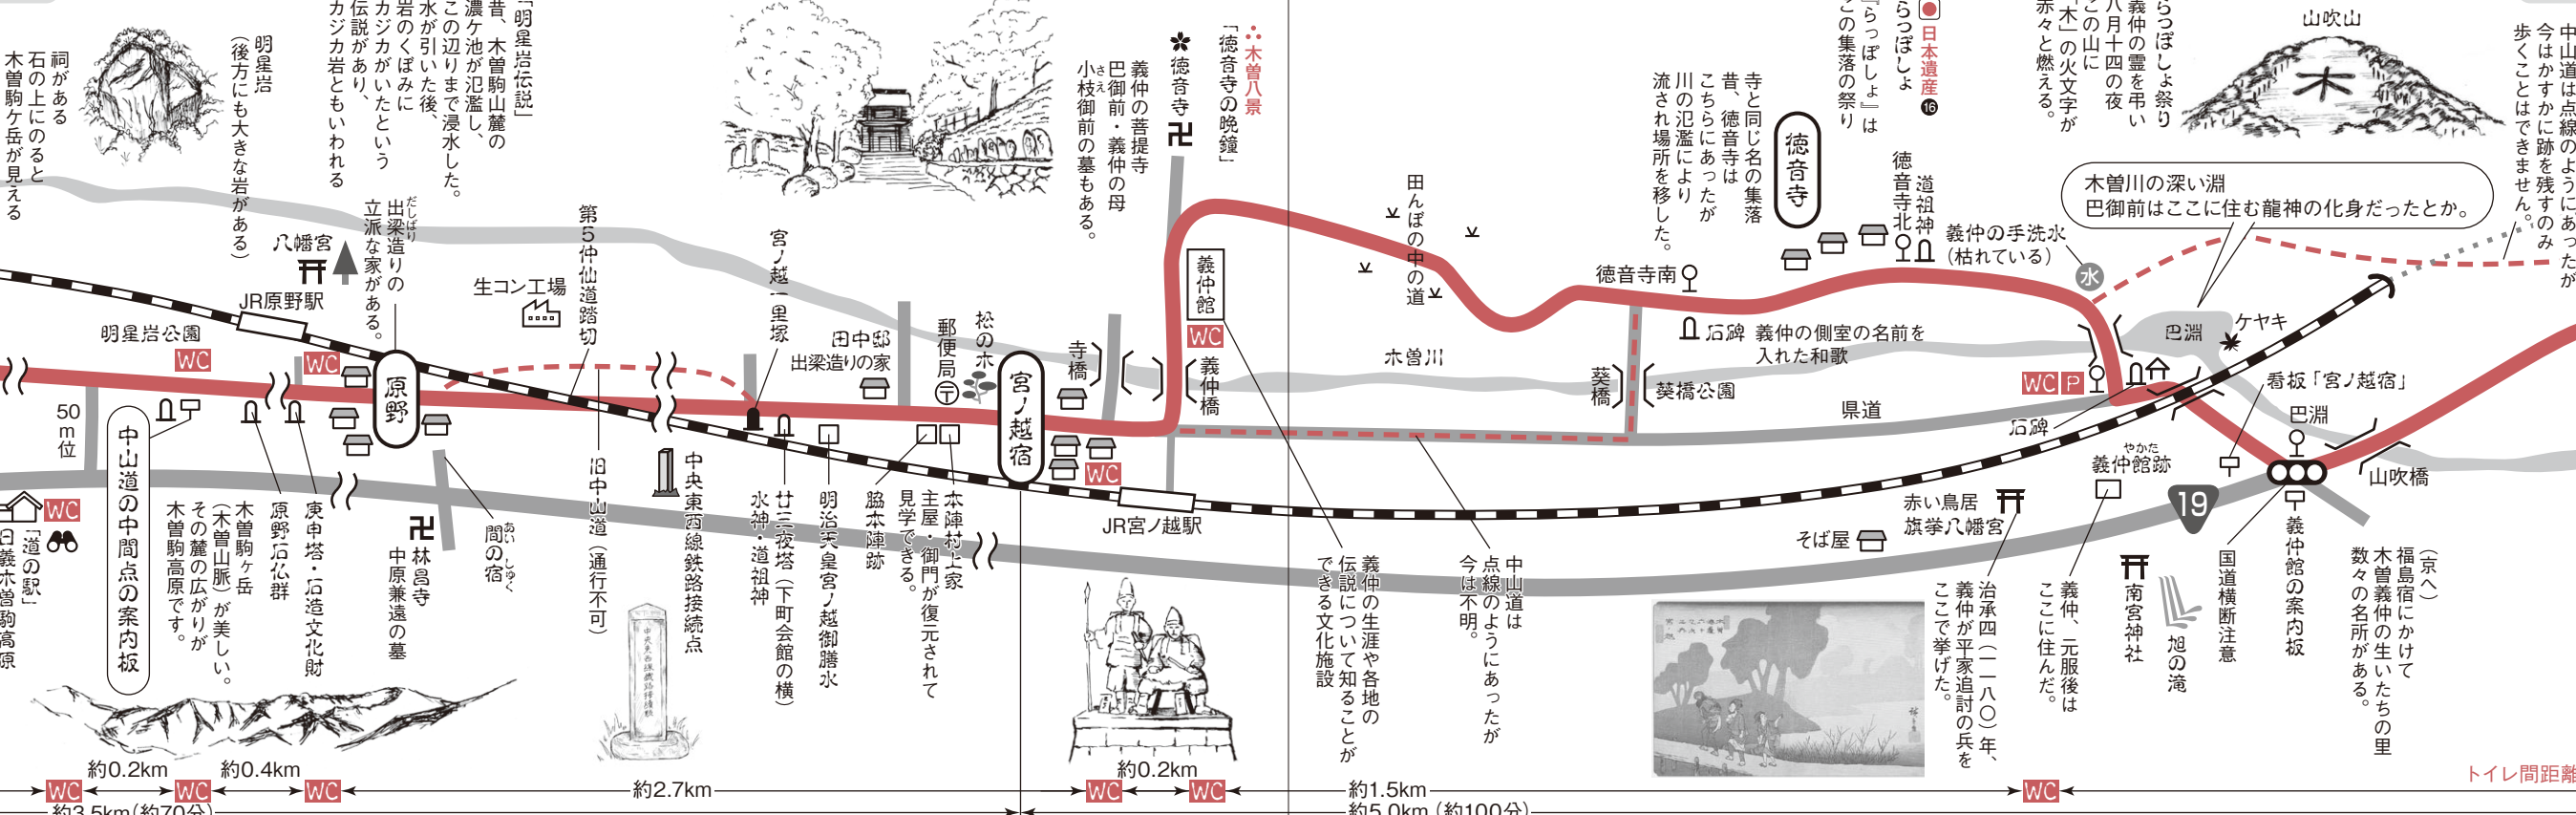 中山道は点線のようにあったが
今はかすかに跡を残すのみ
歩くことはできません。
山吹山
木
らっぽしょ祭り
義仲の霊を弔い
八月十四の夜
この山に
「木」の火文字が
赤々と燃える。
日本遺産⓰
らっぽしょ
『らっぽしょ』は
この集落の祭り
木曽川の深い淵
巴御前はここに住む龍神の化身だったとか。
徳音寺
寺と同じ名の集落
昔、徳音寺は
こちらにあったが
川の氾濫により
流され場所を移した。
道祖神
徳音寺北
義仲の手洗水
（枯れている）
水
巴淵
ケヤキ
看板「宮ノ越宿」
巴淵
山吹橋
19
WC P
石碑
県道
徳音寺南
石碑 義仲の側室の名前を
入れた和歌
葵橋
葵橋公園
木曽川
田んぼの中の道
（京へ）
福島宿にかけて
木曽義仲の生いたちの里
数々の名所がある。
義仲館の案内板
国道横断注意
旭の滝
南宮神社
義仲館跡
やかた
義仲、元服後は
ここに住んだ。
赤い鳥居
旗挙八幡宮
治承四（一一八〇）年、
義仲が平家追討の兵を
ここで挙げた。
そば屋
中山道は
点線のようにあったが
今は不明。
義仲の生涯や各地の
伝説について知ることが
できる文化施設
∴木曽八景
「徳音寺の晩鐘」
徳音寺
卍
義仲の菩提寺
巴御前・義仲の母
小枝御前の墓もある。
さえ
義仲館
WC
義仲橋
寺橋
宮ノ越宿
WC
JR宮ノ越駅
松の木
郵便局
〒
田中邸
出梁造りの家
宮ノ越一里塚
本陣村上家
主屋・御門が復元されて
見学できる。
脇本陣跡
明治天皇宮ノ越御膳水
廿三夜塔（下町会館の横）
水神・道祖神
中央東西線鉄路接続点
旧中山道（通行不可）
第5仲仙道踏切
生コン工場
原野
出梁造りの
だしばり
立派な家がある。
間の宿
あい しゅく
卍
林昌寺
中原兼遠の墓
八幡宮
JR原野駅
WC
明星岩公園
WC
「明星岩伝説」
昔、木曽駒山麓の
濃ケ池が氾濫し、
この辺りまで浸水した。
水が引いた後、
岩のくぼみに
カジカがいたという
伝説があり、
カジカ岩ともいわれる
明星岩
（後方にも大きな岩がある）
祠がある
石の上にのると
木曽駒ケ岳が見える
庚申塔・石造文化財
原野石仏群
木曽駒ヶ岳
（木曽山脈）が美しい。
その麓の広がりが
木曽駒高原です。
中山道の中間点の案内板
50m位
WC
「道の駅」
日義木曽駒高原
トイレ間距離
WC 約0.2km WC 約0.4km WC 約2.7km WC 約0.2km WC 約1.5km WC
約3.5km（約70分） 約5.0km（約100分）